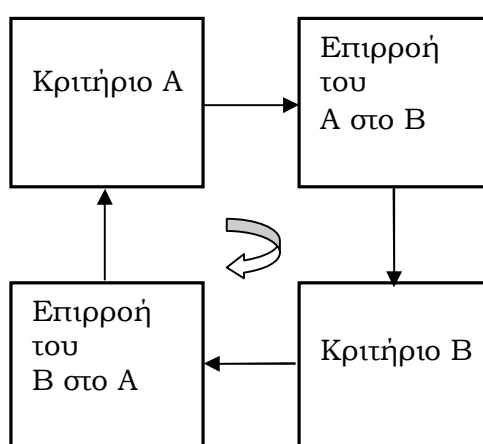 Κριτήριο Α
Επιρροή
του
Α στο Β
Επιρροή
του
Β στο Α
Κριτήριο Β